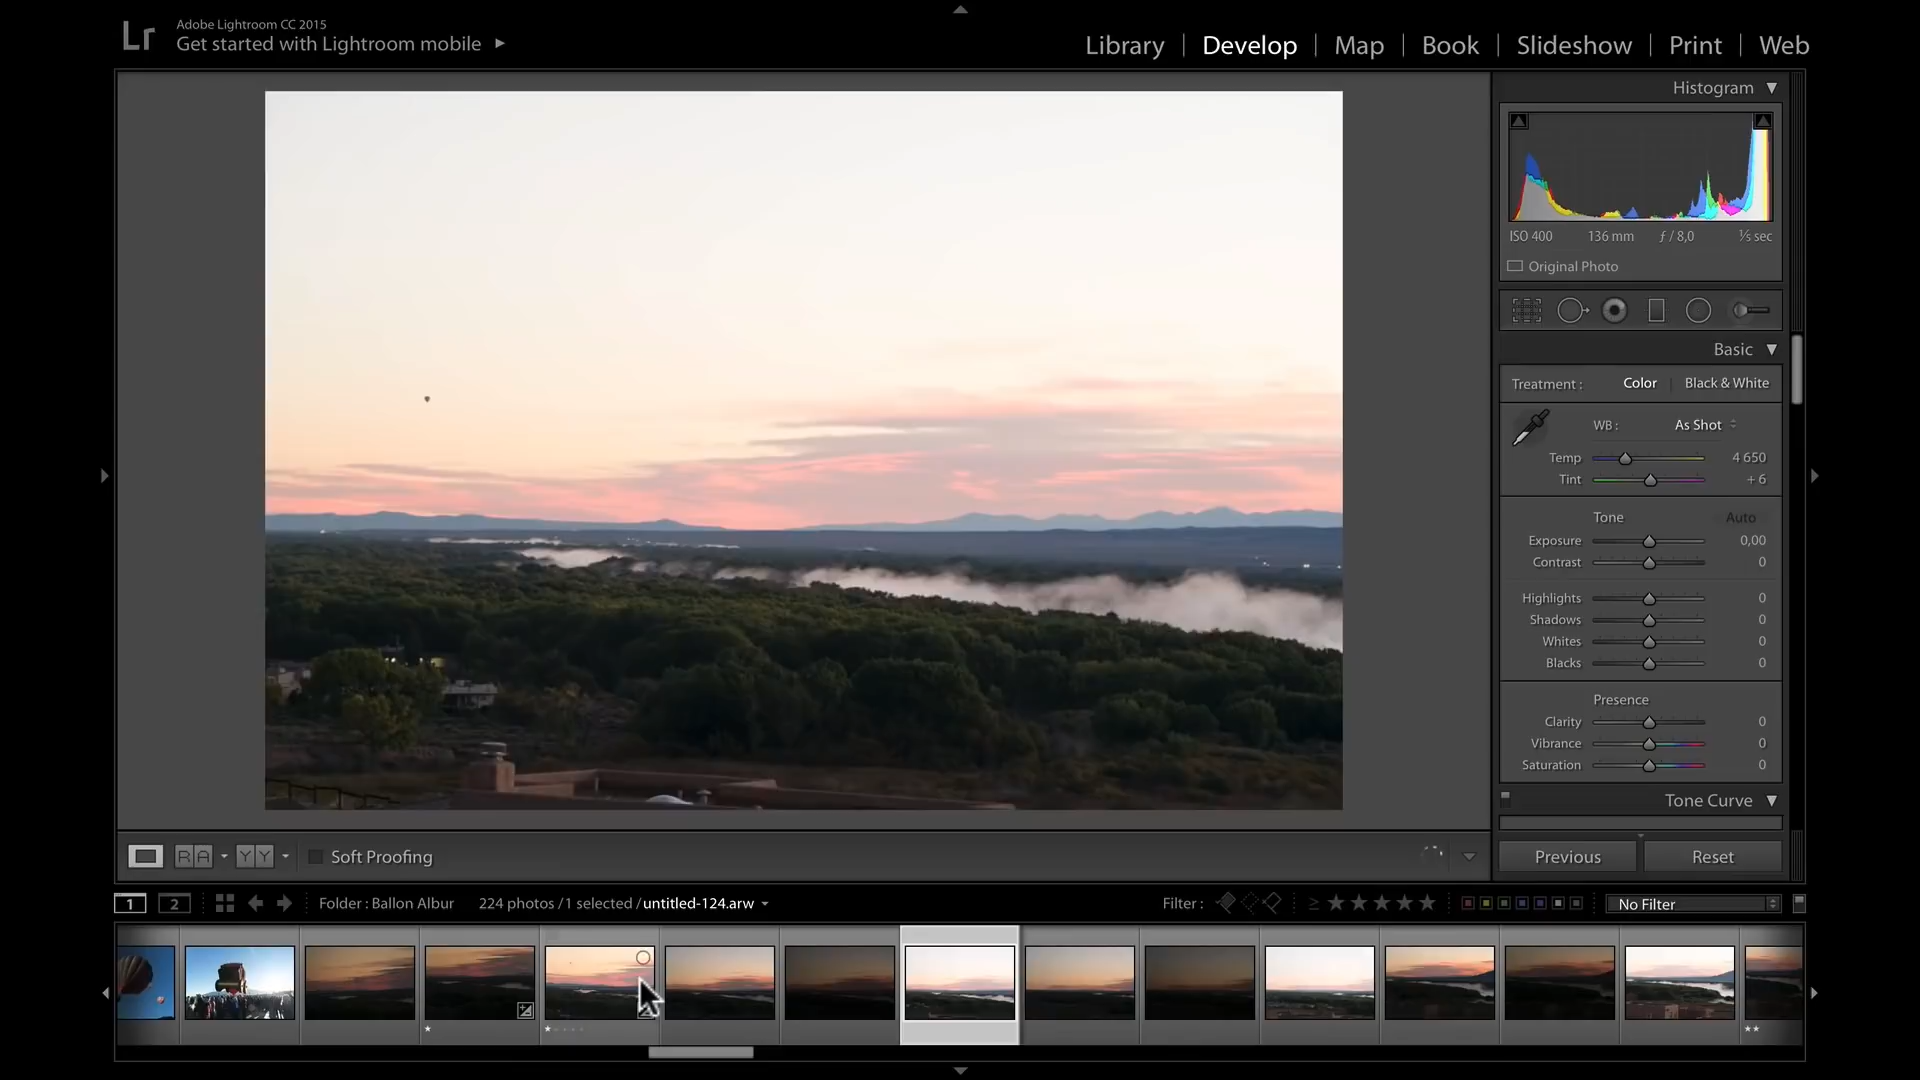 Lr
Adobe Lightroom CC 2015
Get started with Lightroom mobile
Library | Develop | Map | Book | Slideshow | Print | Web
Histogram
ISO 400 136 mm ƒ / 8,0 ⅕ sec
Original Photo
Basic
Treatment : Color | Black & White
WB : As Shot
Temp 4 650
Tint + 6
Tone Auto
Exposure 0,00
Contrast 0
Highlights 0
Shadows 0
Whites 0
Blacks 0
Presence
Clarity 0
Vibrance 0
Saturation 0
Tone Curve
R A Y Y Soft Proofing
Previous Reset
1 2 Folder : Ballon Albur 224 photos / 1 selected / untitled-124.arw Filter : ≥ No Filter